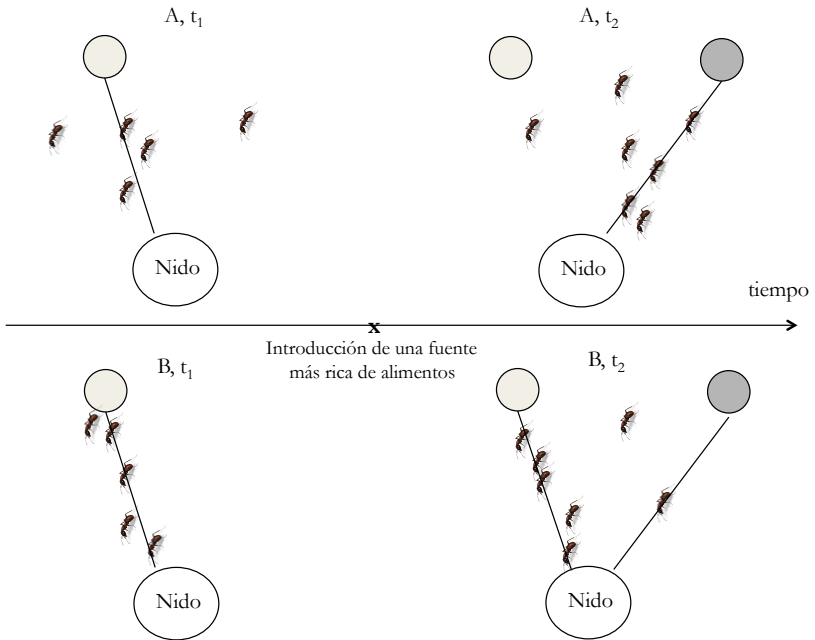 A, t₁
A, t₂
Nido
Nido
tiempo
x
Introducción de una fuente
más rica de alimentos
B, t₁
B, t₂
Nido
Nido